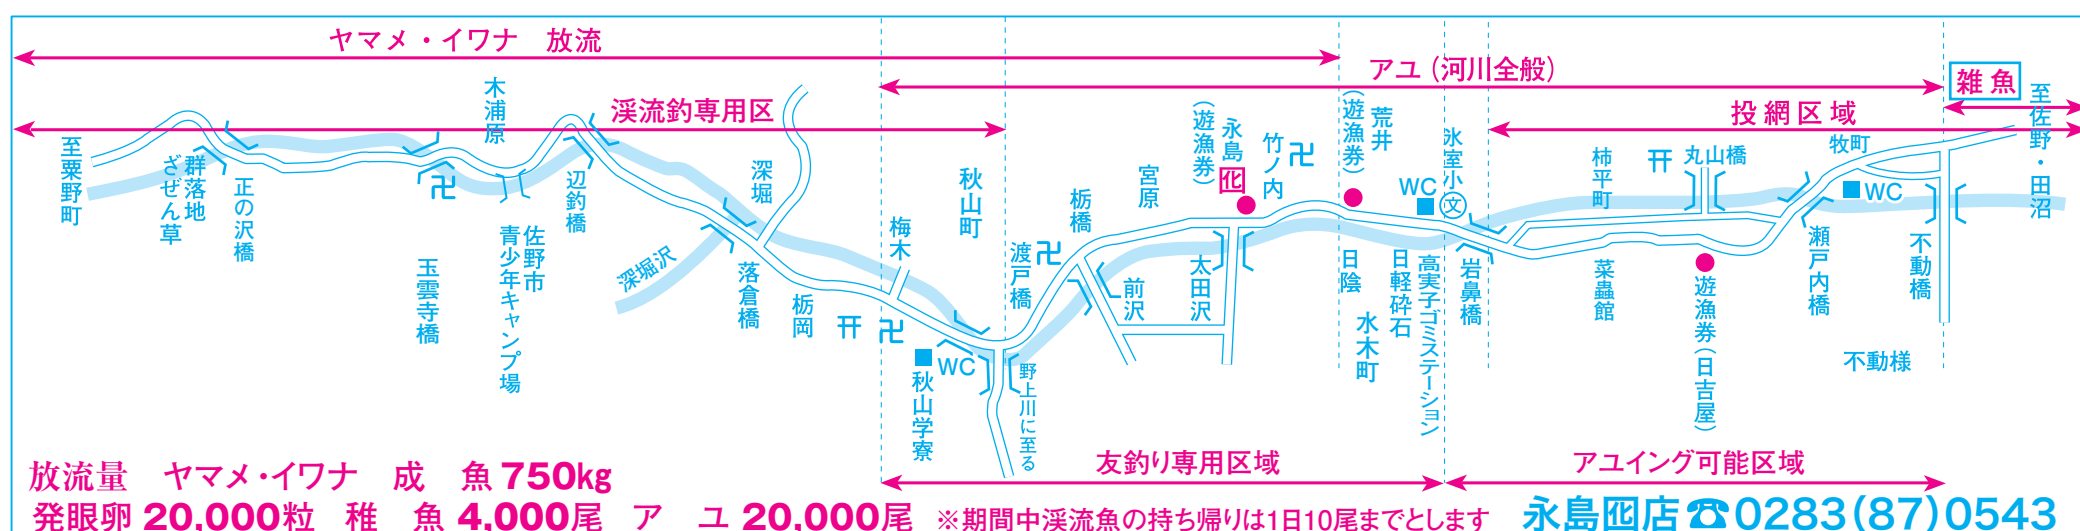 ヤマメ・イワナ 放流
アユ(河川全般)
雑魚
渓流釣専用区
投網区域
至粟野町
ざぜん草
群落地
正の沢橋
木浦原
玉雲寺橋
佐野市
青少年キャンプ場
辺釣橋
深堀
深堀沢
落倉橋
栃岡
梅木
秋山町
WC
秋山学寮
渡戸橋
野上川に至る
栃橋
前沢
宮原
太田沢
永島
(遊漁券)
囮
竹ノ内
荒井
(遊漁券)
日陰
水木町
日軽砕石
高実子ゴミステーション
WC
氷室小
文
岩鼻橋
柿平町
菜蟲館
丸山橋
遊漁券(日吉屋)
牧町
WC
瀬戸内橋
不動橋
不動様
至佐野・田沼
友釣り専用区域
アユイング可能区域
放流量 ヤマメ・イワナ 成 魚 750kg
発眼卵 20,000粒 稚 魚 4,000尾 ア ユ 20,000尾
※期間中渓流魚の持ち帰りは1日10尾までとします
永島囮店☎0283(87)0543